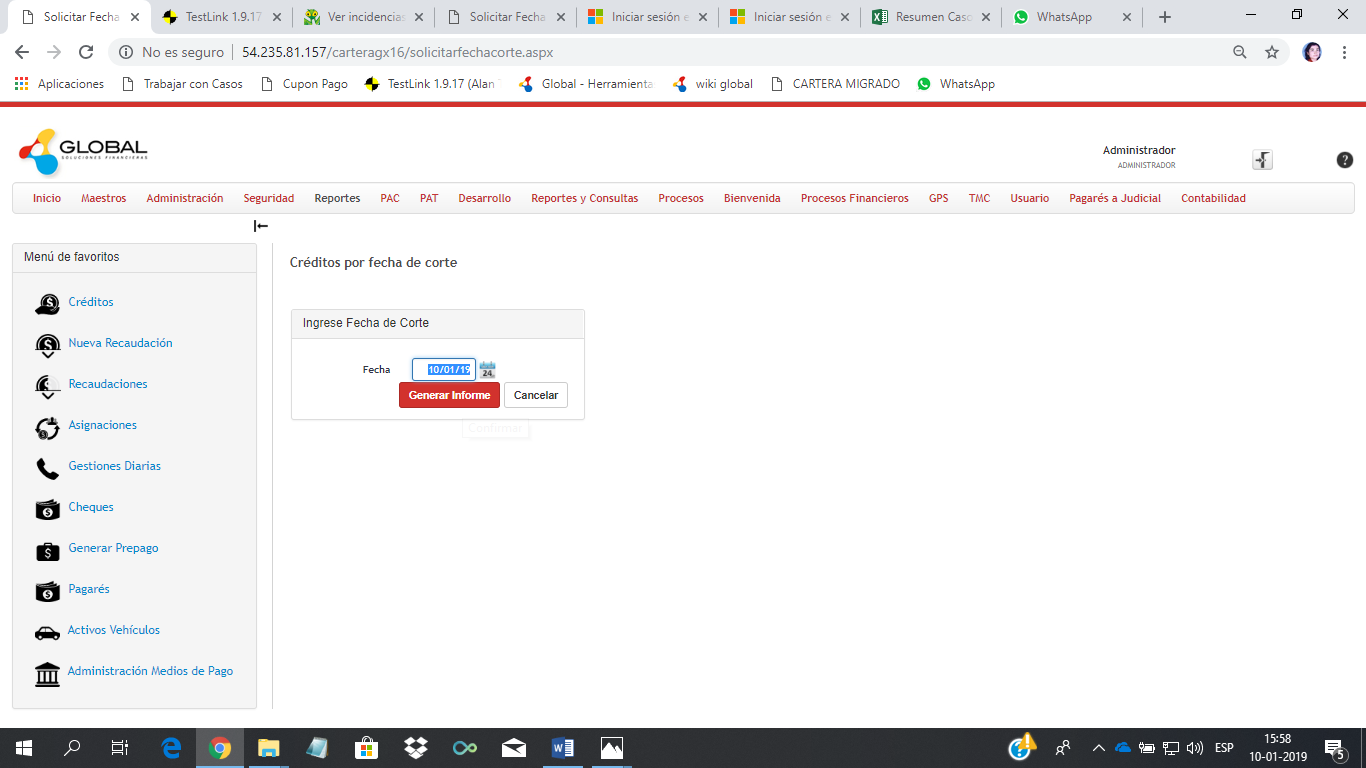 Solicitar Fecha
TestLink 1.9.17
Ver incidencias
Solicitar Fecha
Iniciar sesión e
Iniciar sesión e
Resumen Caso
WhatsApp
No es seguro | 54.235.81.157/carteragx16/solicitarfechacorte.aspx
Aplicaciones
Trabajar con Casos
Cupon Pago
TestLink 1.9.17 (Alan
Global - Herramienta
wiki global
CARTERA MIGRADO
WhatsApp
GLOBAL
SOLUCIONES FINANCIERAS
Administrador
ADMINISTRADOR
Inicio Maestros Administración Seguridad Reportes PAC PAT Desarrollo Reportes y Consultas Procesos Bienvenida Procesos Financieros GPS TMC Usuario Pagarés a Judicial Contabilidad
Menú de favoritos
Créditos
Nueva Recaudación
Recaudaciones
Asignaciones
Gestiones Diarias
Cheques
Generar Prepago
Pagarés
Activos Vehículos
Administración Medios de Pago
Créditos por fecha de corte
Ingrese Fecha de Corte
Fecha 10/01/19 24
Generar Informe Cancelar
Confirmar
ESP
15:58
10-01-2019
5